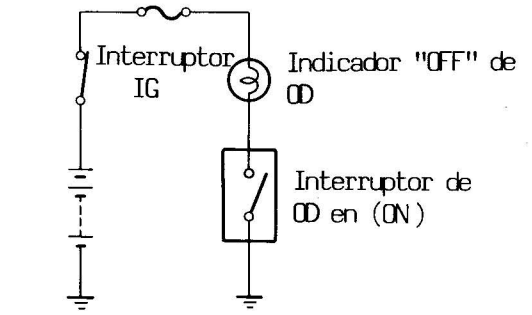 Interruptor
IG
Indicador "OFF" de
OD
Interruptor de
OD en (ON)